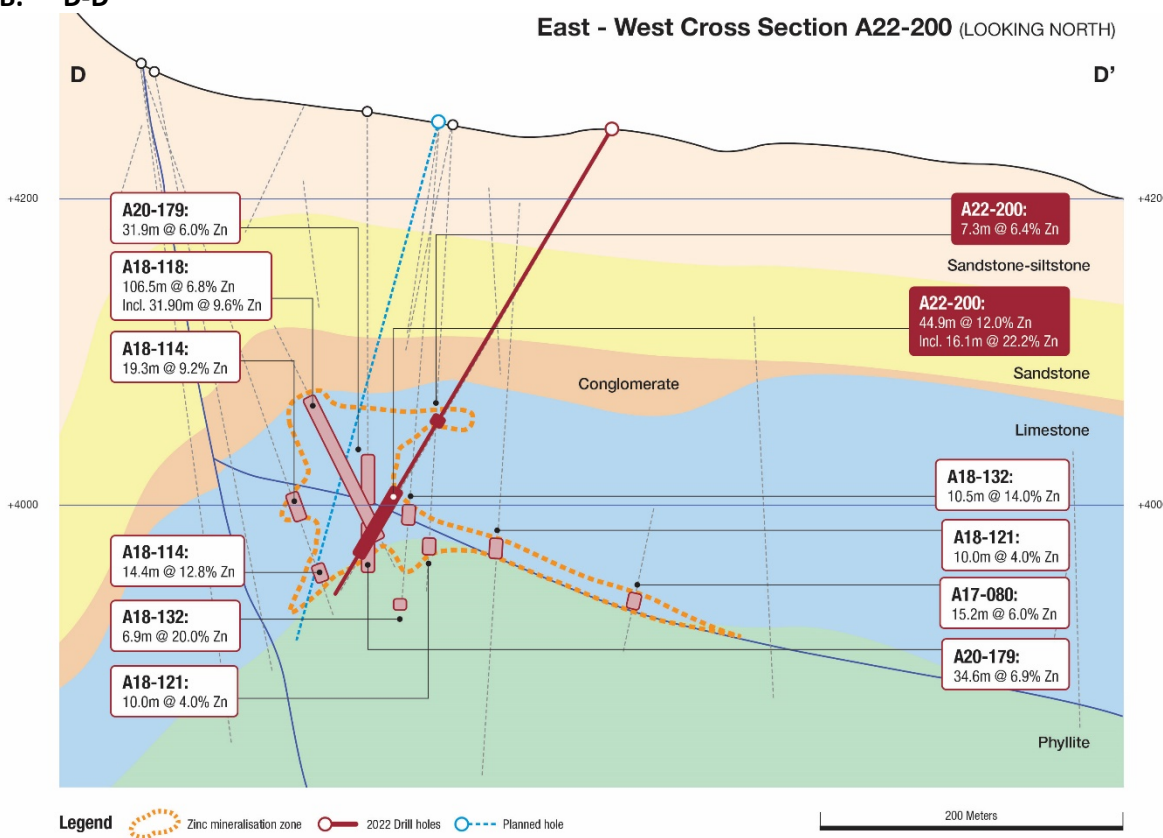 B. D-D'
East - West Cross Section A22-200 (LOOKING NORTH)
D
D'
+4200
+4200
A20-179:
31.9m @ 6.0% Zn
A22-200:
7.3m @ 6.4% Zn
Sandstone-siltstone
A18-118:
106.5m @ 6.8% Zn
Incl. 31.90m @ 9.6% Zn
A22-200:
44.9m @ 12.0% Zn
Incl. 16.1m @ 22.2% Zn
A18-114:
19.3m @ 9.2% Zn
Sandstone
Conglomerate
Limestone
A18-132:
10.5m @ 14.0% Zn
+4000
+400
A18-121:
10.0m @ 4.0% Zn
A18-114:
14.4m @ 12.8% Zn
A17-080:
15.2m @ 6.0% Zn
A18-132:
6.9m @ 20.0% Zn
A20-179:
34.6m @ 6.9% Zn
A18-121:
10.0m @ 4.0% Zn
Phyllite
Legend Zinc mineralisation zone 2022 Drill holes Planned hole
200 Meters